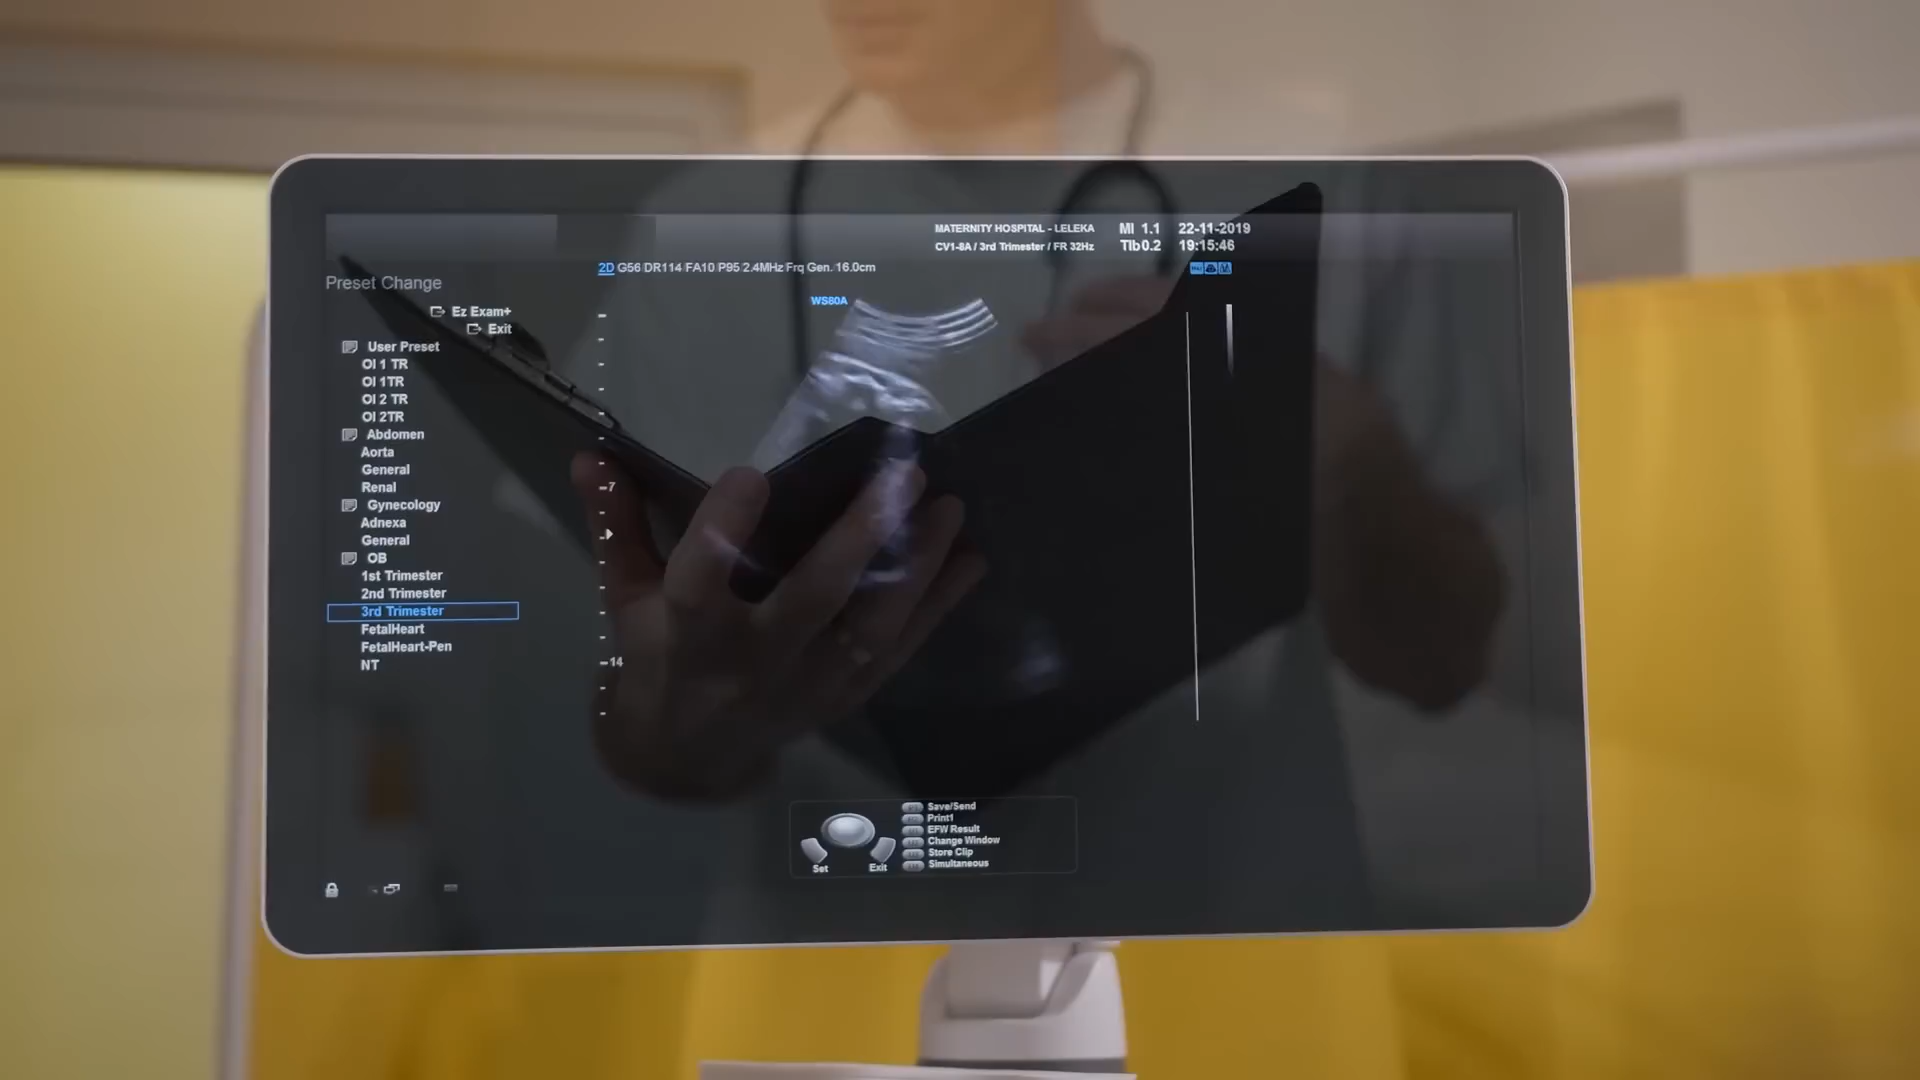 MATERNITY HOSPITAL - LELEKA MI 1.1 22-11-2019
CV1-8A / 3rd Trimester / FR 32Hz TIb0.2 19:15:46
2D G56/DR114/FA10/P95/2.4MHz/Frq Gen./16.0cm
Preset Change
WS80A
Ez Exam+
Exit
User Preset
OI 1 TR
OI 1TR
OI 2 TR
OI 2TR
Abdomen
Aorta
General
Renal
Gynecology
Adnexa
General
OB
1st Trimester
2nd Trimester
3rd Trimester
FetalHeart
FetalHeart-Pen
NT
7
14
Save/Send
Print1
EFW Result
Change Window
Store Clip
Simultaneous
Set Exit